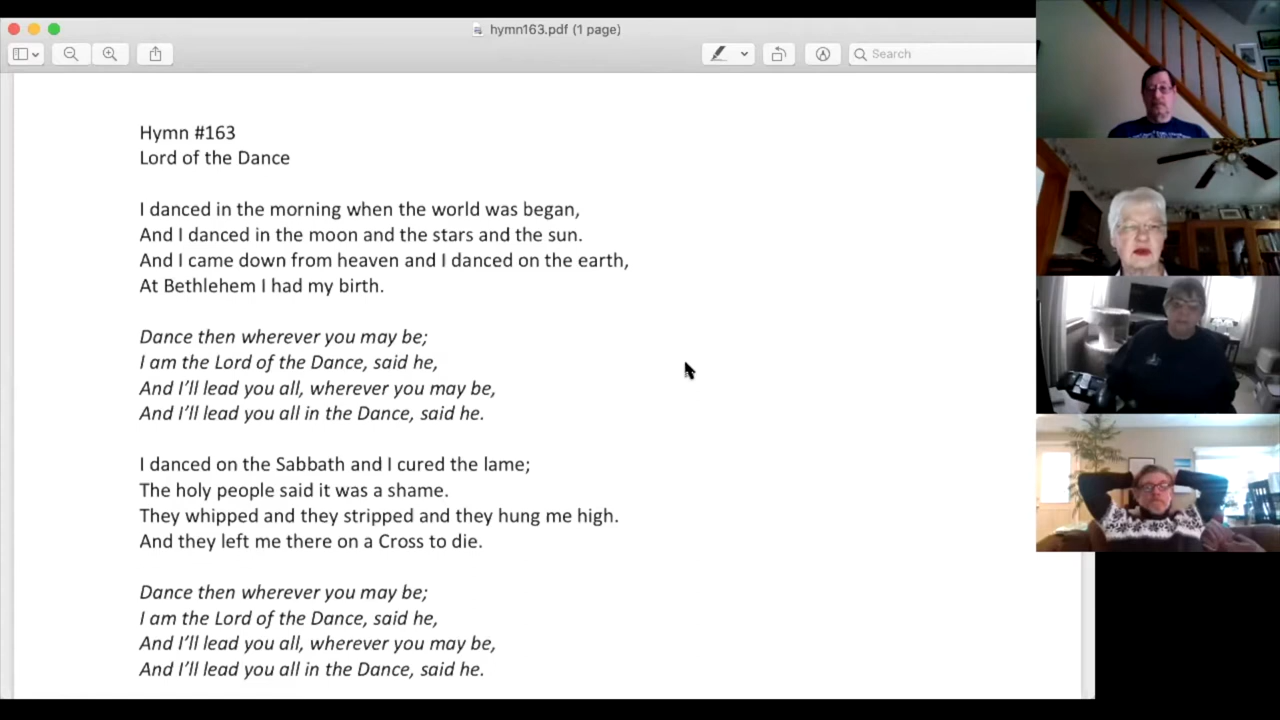 hymn163.pdf (1 page)
Search
Hymn #163
Lord of the Dance
I danced in the morning when the world was began,
And I danced in the moon and the stars and the sun.
And I came down from heaven and I danced on the earth,
At Bethlehem I had my birth.
Dance then wherever you may be;
I am the Lord of the Dance, said he,
And I’ll lead you all, wherever you may be,
And I’ll lead you all in the Dance, said he.
I danced on the Sabbath and I cured the lame;
The holy people said it was a shame.
They whipped and they stripped and they hung me high.
And they left me there on a Cross to die.
Dance then wherever you may be;
I am the Lord of the Dance, said he,
And I’ll lead you all, wherever you may be,
And I’ll lead you all in the Dance, said he.